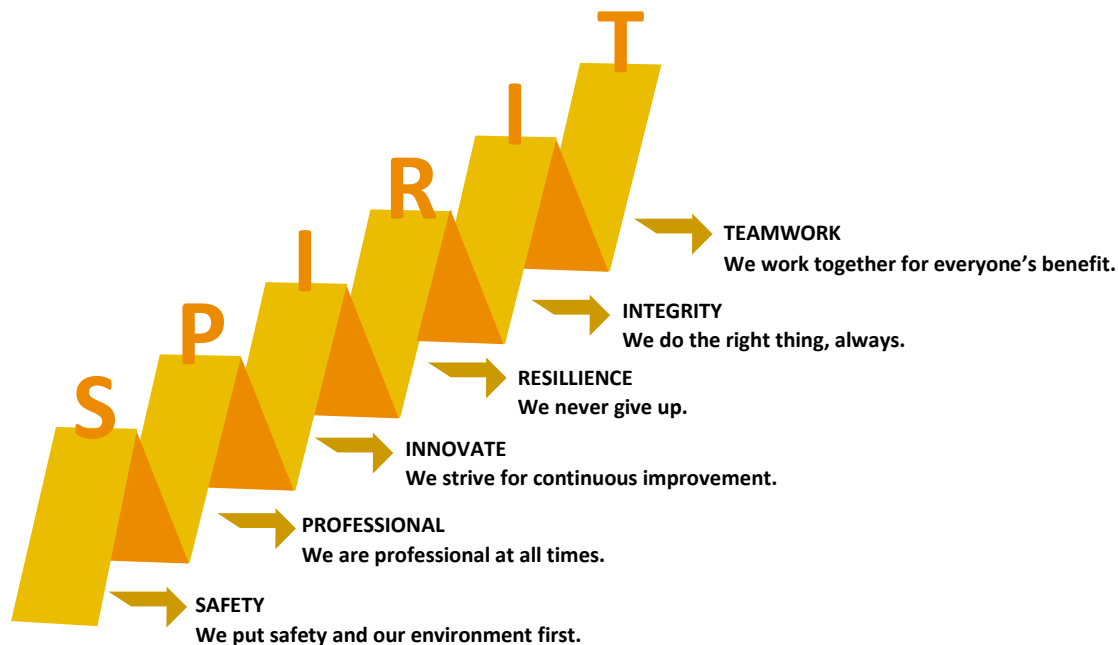 T
I
R
I
P
S
TEAMWORK
We work together for everyone’s benefit.
INTEGRITY
We do the right thing, always.
RESILLIENCE
We never give up.
INNOVATE
We strive for continuous improvement.
PROFESSIONAL
We are professional at all times.
SAFETY
We put safety and our environment first.